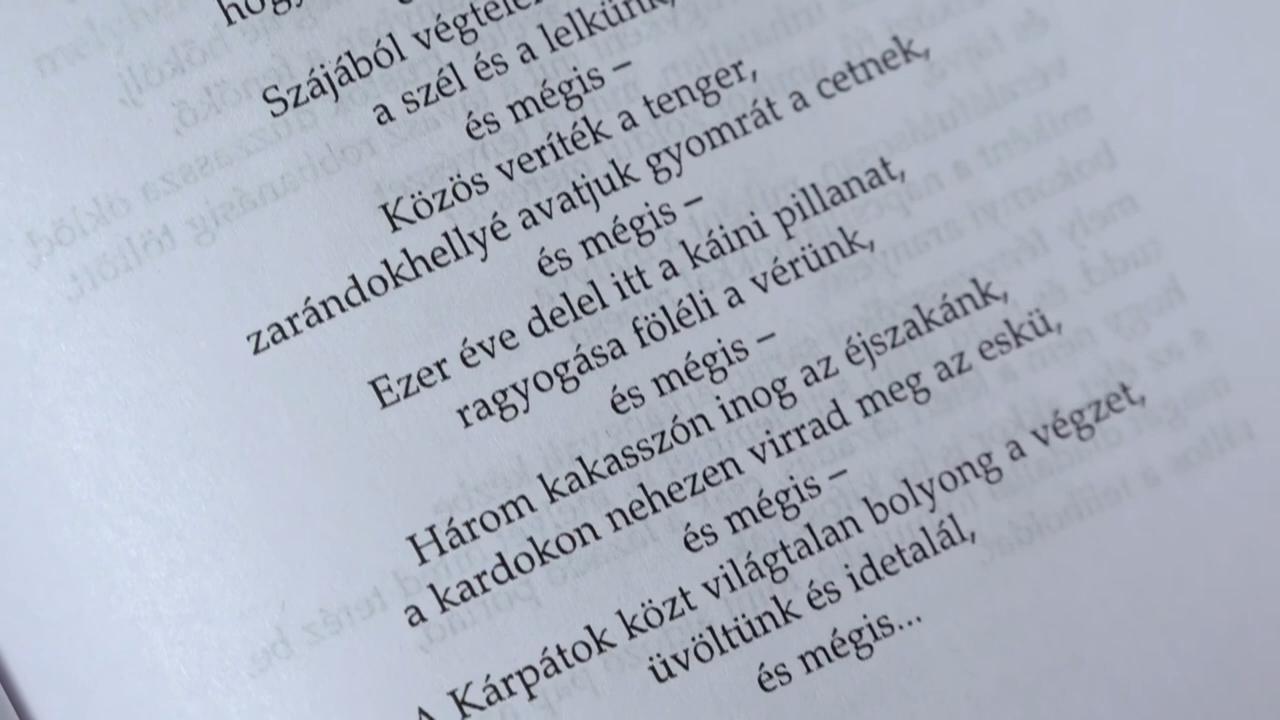 Szájából
a szél és a lelkünk,
és mégis –
Közös veríték a tenger,
zarándokhellyé avatjuk gyomrát a cetnek,
és mégis –
Ezer éve delel itt a káini pillanat,
ragyogása föléli a vérünk,
és mégis –
Három kakasszón inog az éjszakánk,
a kardokon nehezen virrad meg az eskü,
és mégis –
A Kárpátok közt világtalan bolyong a végzet,
üvöltünk és idetalál,
és mégis...